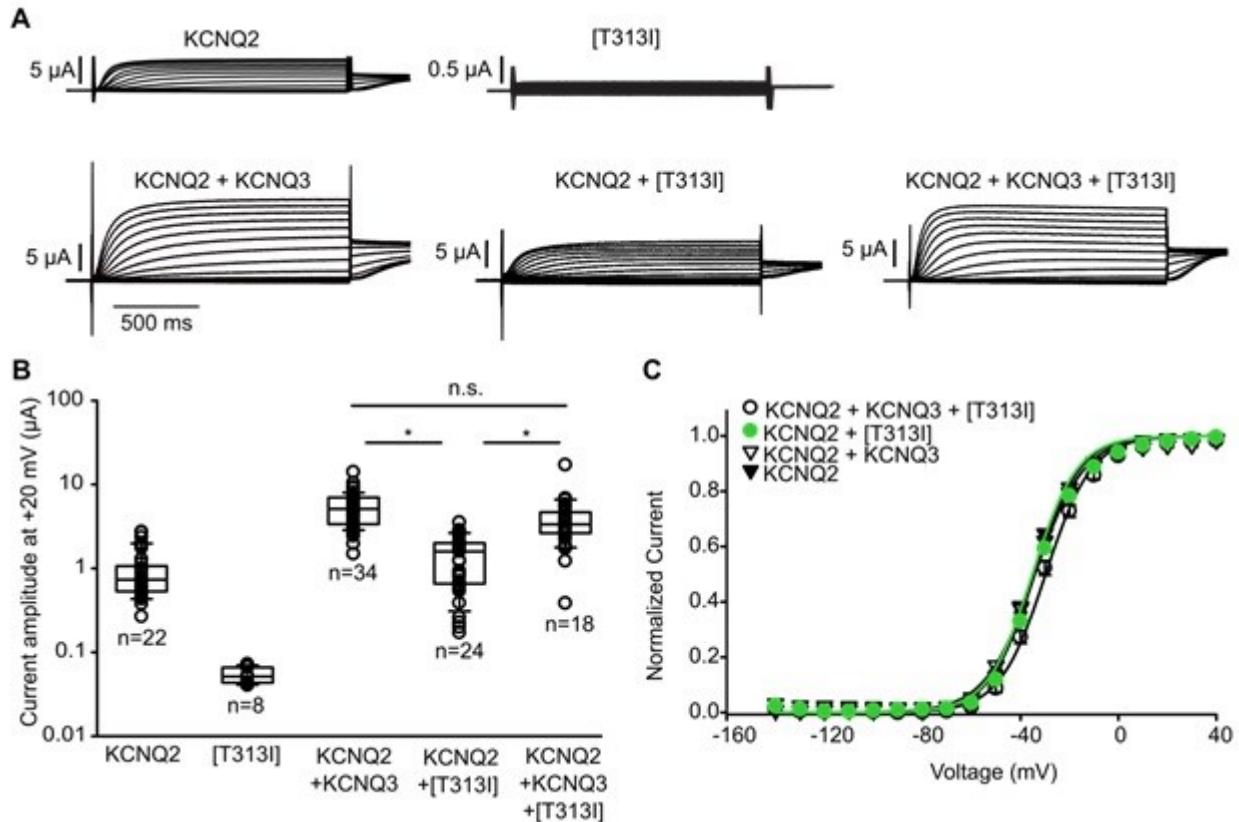 A
KCNQ2
[T313I]
5 µA
0.5 µA
KCNQ2 + KCNQ3
KCNQ2 + [T313I]
KCNQ2 + KCNQ3 + [T313I]
5 µA
5 µA
5 µA
500 ms
B
Current amplitude at +20 mV (µA)
100
10
1
0.1
0.01
n.s.
*
*
n=22
n=8
n=34
n=24
n=18
KCNQ2
[T313I]
KCNQ2
+KCNQ3
KCNQ2
+[T313I]
KCNQ2
+KCNQ3
+[T313I]
C
KCNQ2 + KCNQ3 + [T313I]
KCNQ2 + [T313I]
KCNQ2 + KCNQ3
KCNQ2
Normalized Current
1.0
0.8
0.6
0.4
0.2
0.0
-160
-120
-80
-40
0
40
Voltage (mV)